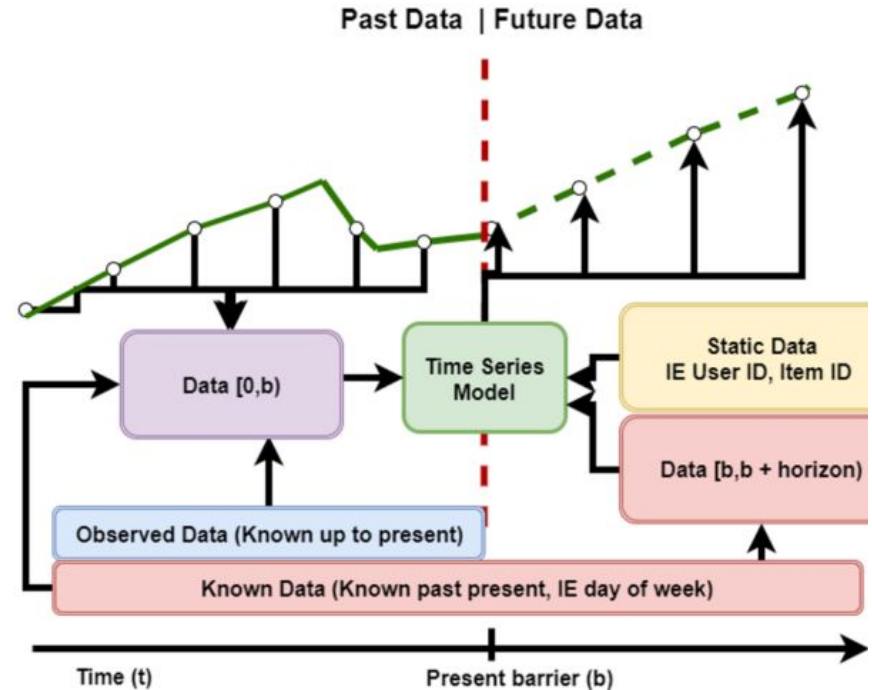 Past Data | Future Data
Data [0,b)
Time Series
Model
Static Data
IE User ID, Item ID
Data [b,b + horizon)
Observed Data (Known up to present)
Known Data (Known past present, IE day of week)
Time (t)
Present barrier (b)